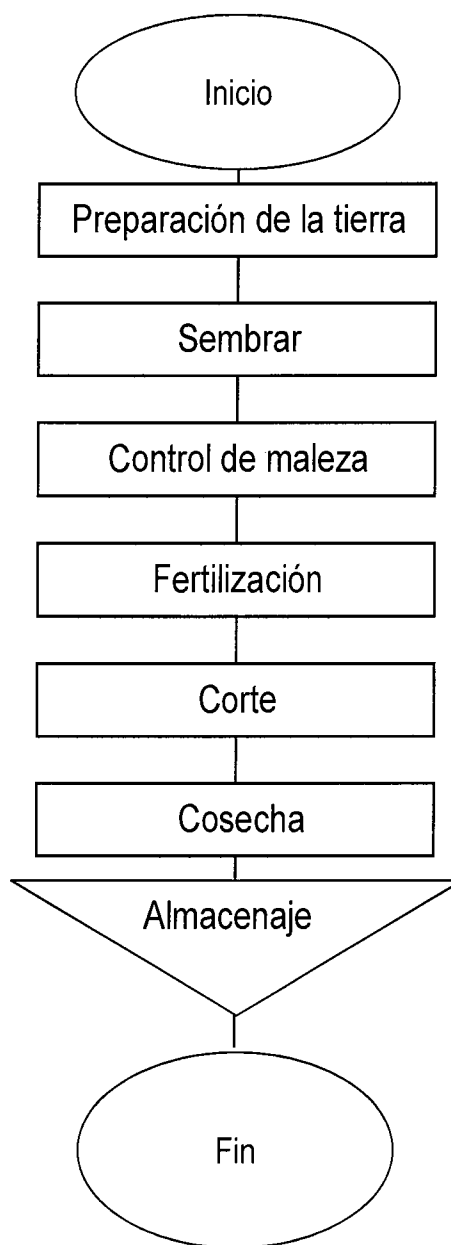 Inicio
Preparación de la tierra
Sembrar
Control de maleza
Fertilización
Corte
Cosecha
Almacenaje
Fin